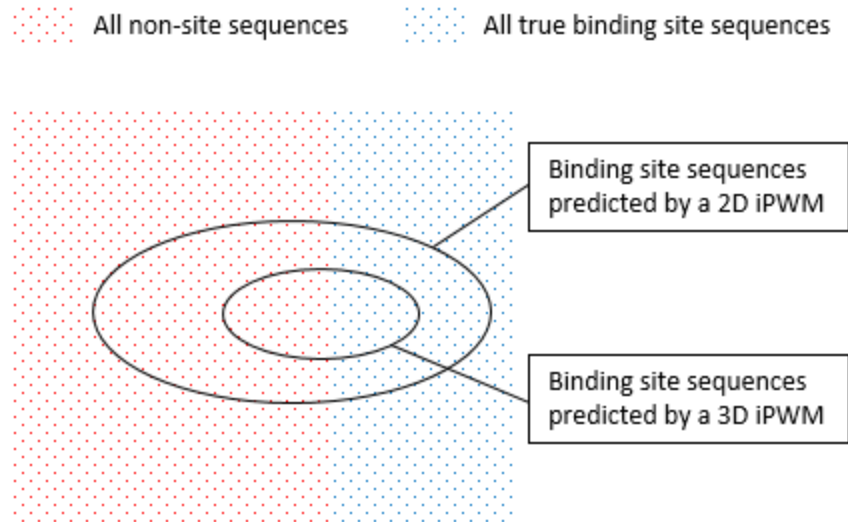 All non-site sequences
All true binding site sequences
Binding site sequences
predicted by a 2D iPWM
Binding site sequences
predicted by a 3D iPWM